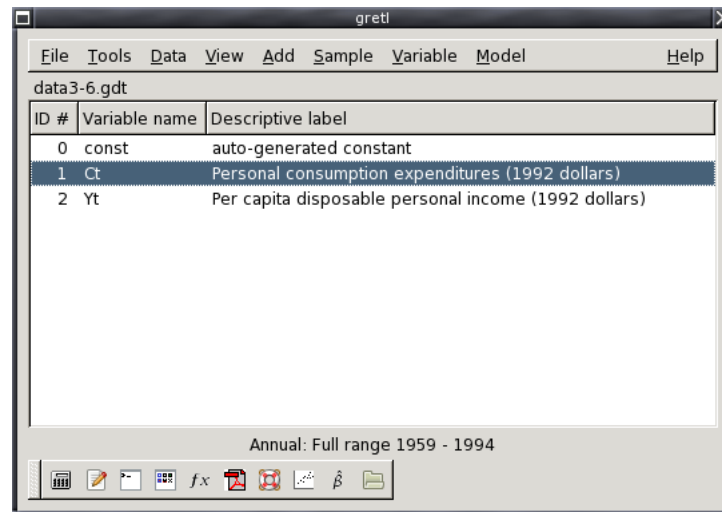 gretl
File Tools Data View Add Sample Variable Model Help
data3-6.gdt
ID # Variable name Descriptive label
0 const auto-generated constant
1 Ct Personal consumption expenditures (1992 dollars)
2 Yt Per capita disposable personal income (1992 dollars)
Annual: Full range 1959 - 1994
fx β̂